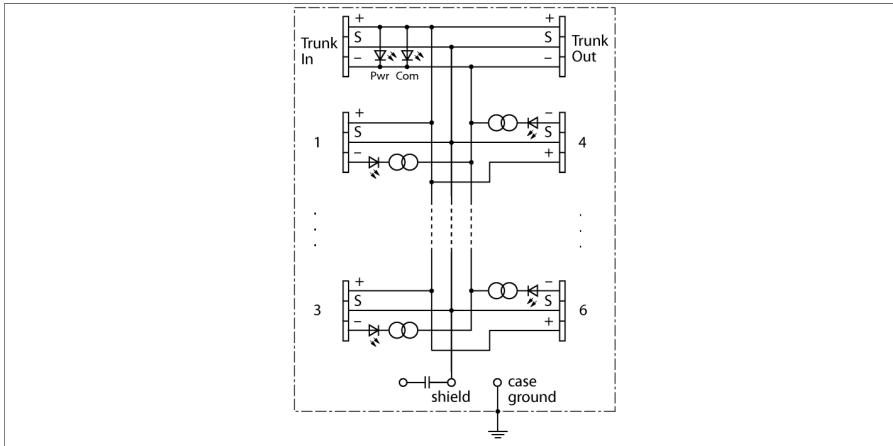 + +
Trunk In S S Trunk Out
− −
Pwr Com
+ −
1 S S 4
− +
+ −
3 S S 6
− +
shield
case ground